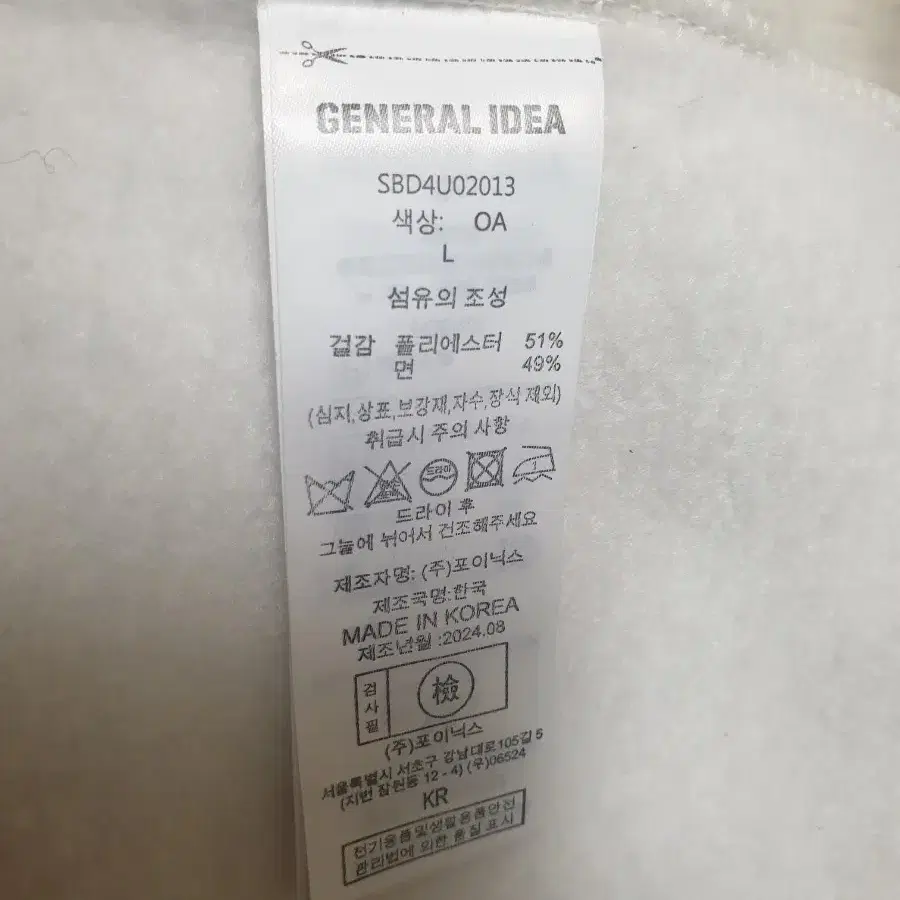 GENERAL IDEA
SBD4U02013
색상: OA
L
섬유의 조성
겉감 폴리에스터 51%
면 49%
(심지,상표,보강재,자수,장식 제외)
취급시 주의 사항
드라이
드라이 후
그늘에 뉘어서 건조해주세요
제조자명: (주)포이닉스
제조국명:한국
MADE IN KOREA
제조년월 :2024.08
검사필
檢
(주)포이닉스
서울특별시 서초구 강남대로105길 5
(지번 잠원동 12 - 4) (우)06524
KR
전기용품및생활용품안전
관리법에 의한 품질 표시